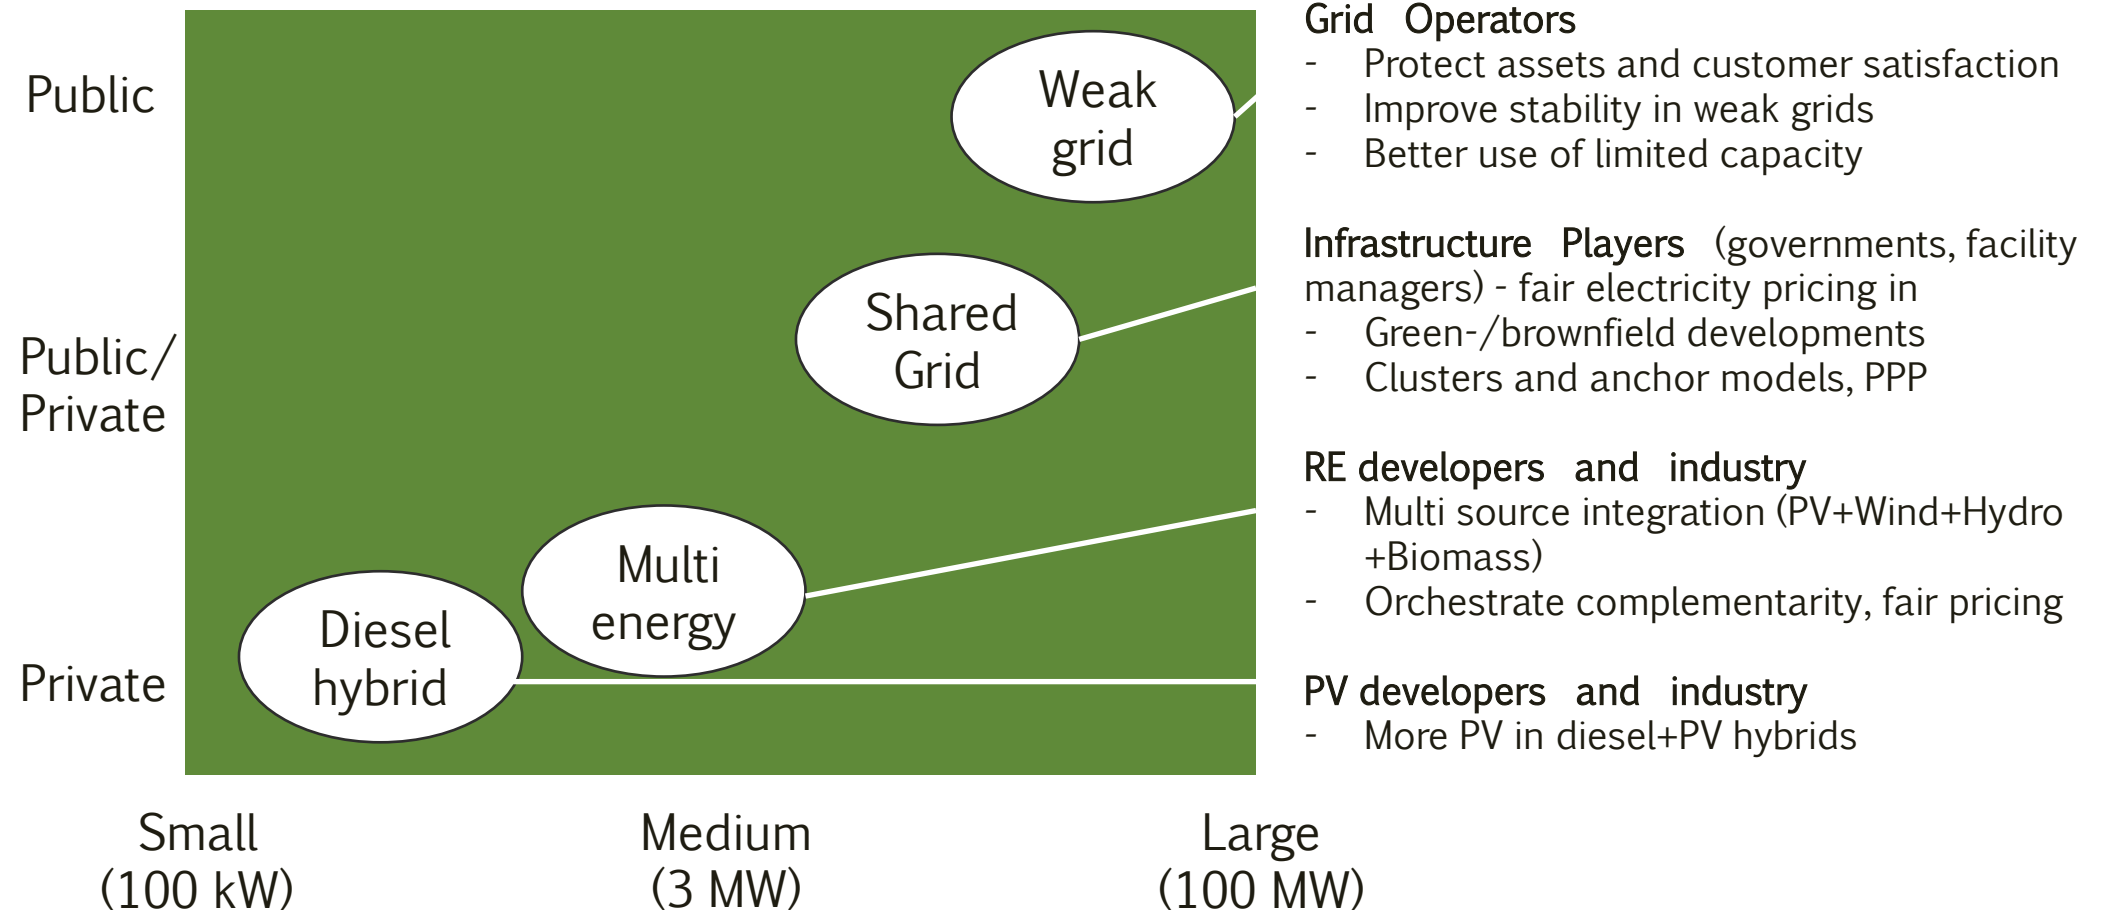 Public
Public/
Private
Private
Weak
grid
Shared
Grid
Multi
energy
Diesel
hybrid
Small
(100 kW)
Medium
(3 MW)
Large
(100 MW)
Grid Operators
- Protect assets and customer satisfaction
- Improve stability in weak grids
- Better use of limited capacity
Infrastructure Players (governments, facility
managers) - fair electricity pricing in
- Green-/brownfield developments
- Clusters and anchor models, PPP
RE developers and industry
- Multi source integration (PV+Wind+Hydro
+Biomass)
- Orchestrate complementarity, fair pricing
PV developers and industry
- More PV in diesel+PV hybrids